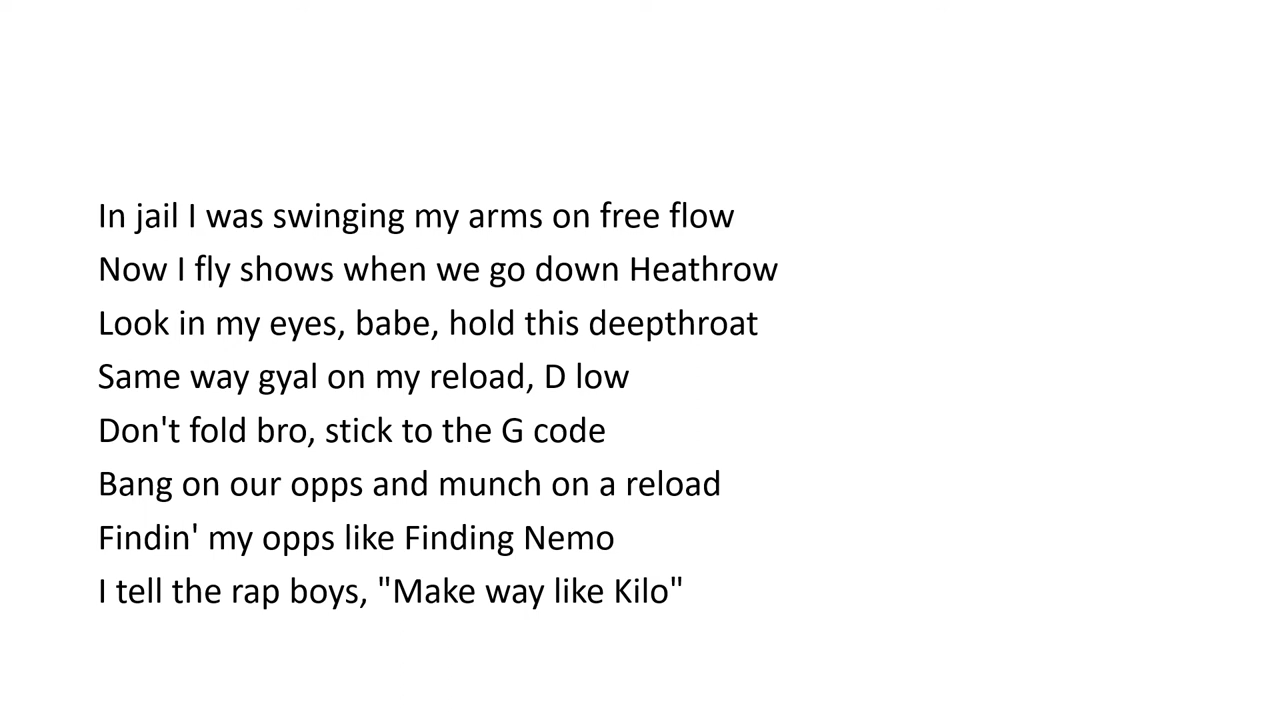 In jail I was swinging my arms on free flow
Now I fly shows when we go down Heathrow
Look in my eyes, babe, hold this deepthroat
Same way gyal on my reload, D low
Don't fold bro, stick to the G code
Bang on our opps and munch on a reload
Findin' my opps like Finding Nemo
I tell the rap boys, "Make way like Kilo"